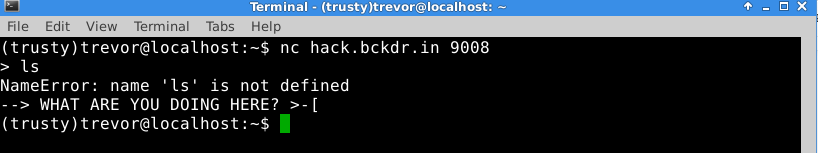 Terminal - (trusty)trevor@localhost: ~
File Edit View Terminal Tabs Help
(trusty)trevor@localhost:~$ nc hack.bckdr.in 9008
> ls
NameError: name 'ls' is not defined
--> WHAT ARE YOU DOING HERE? >-[
(trusty)trevor@localhost:~$